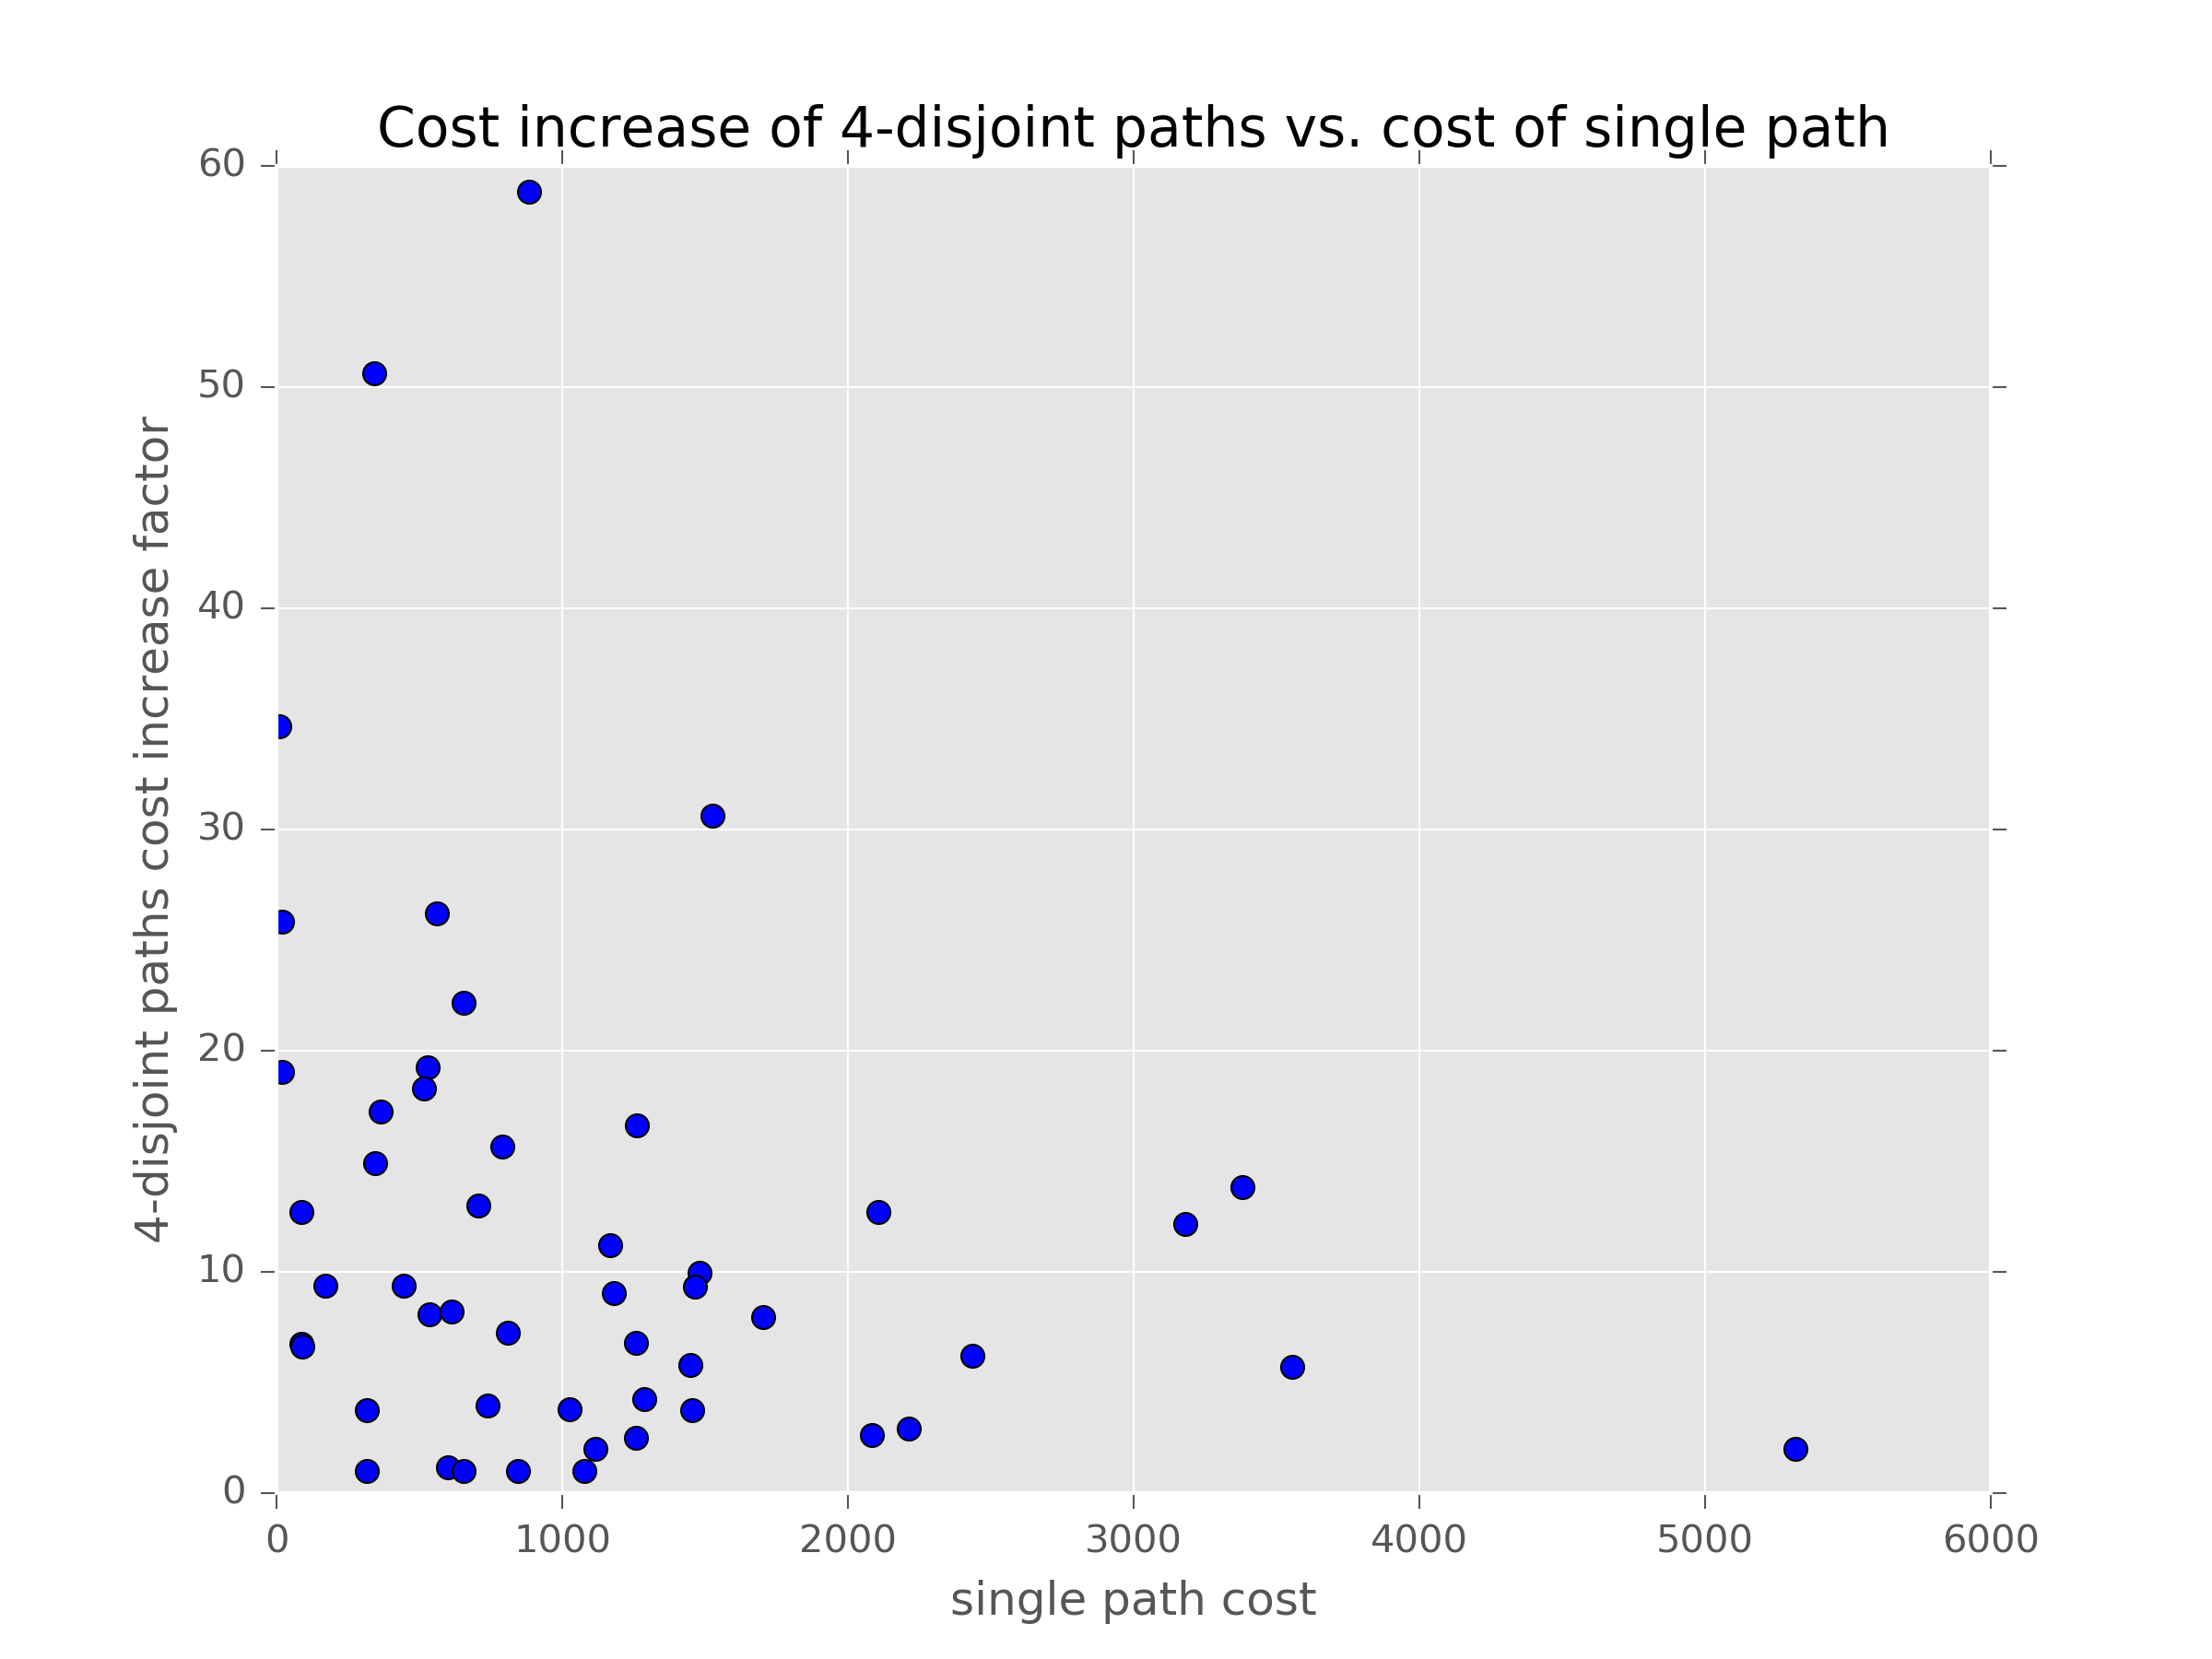 Cost increase of 4-disjoint paths vs. cost of single path
60
50
40
30
20
10
0
4-disjoint paths cost increase factor
0 1000 2000 3000 4000 5000 6000
single path cost